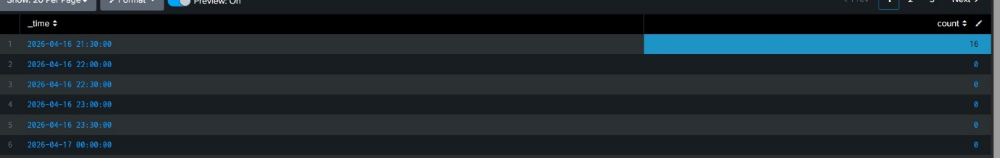 Show: 20 Per Page Format Preview: On Prev 1 2 3 Next
_time count
1 2026-04-16 21:30:00 16
2 2026-04-16 22:00:00 0
3 2026-04-16 22:30:00 0
4 2026-04-16 23:00:00 0
5 2026-04-16 23:30:00 0
6 2026-04-17 00:00:00 0